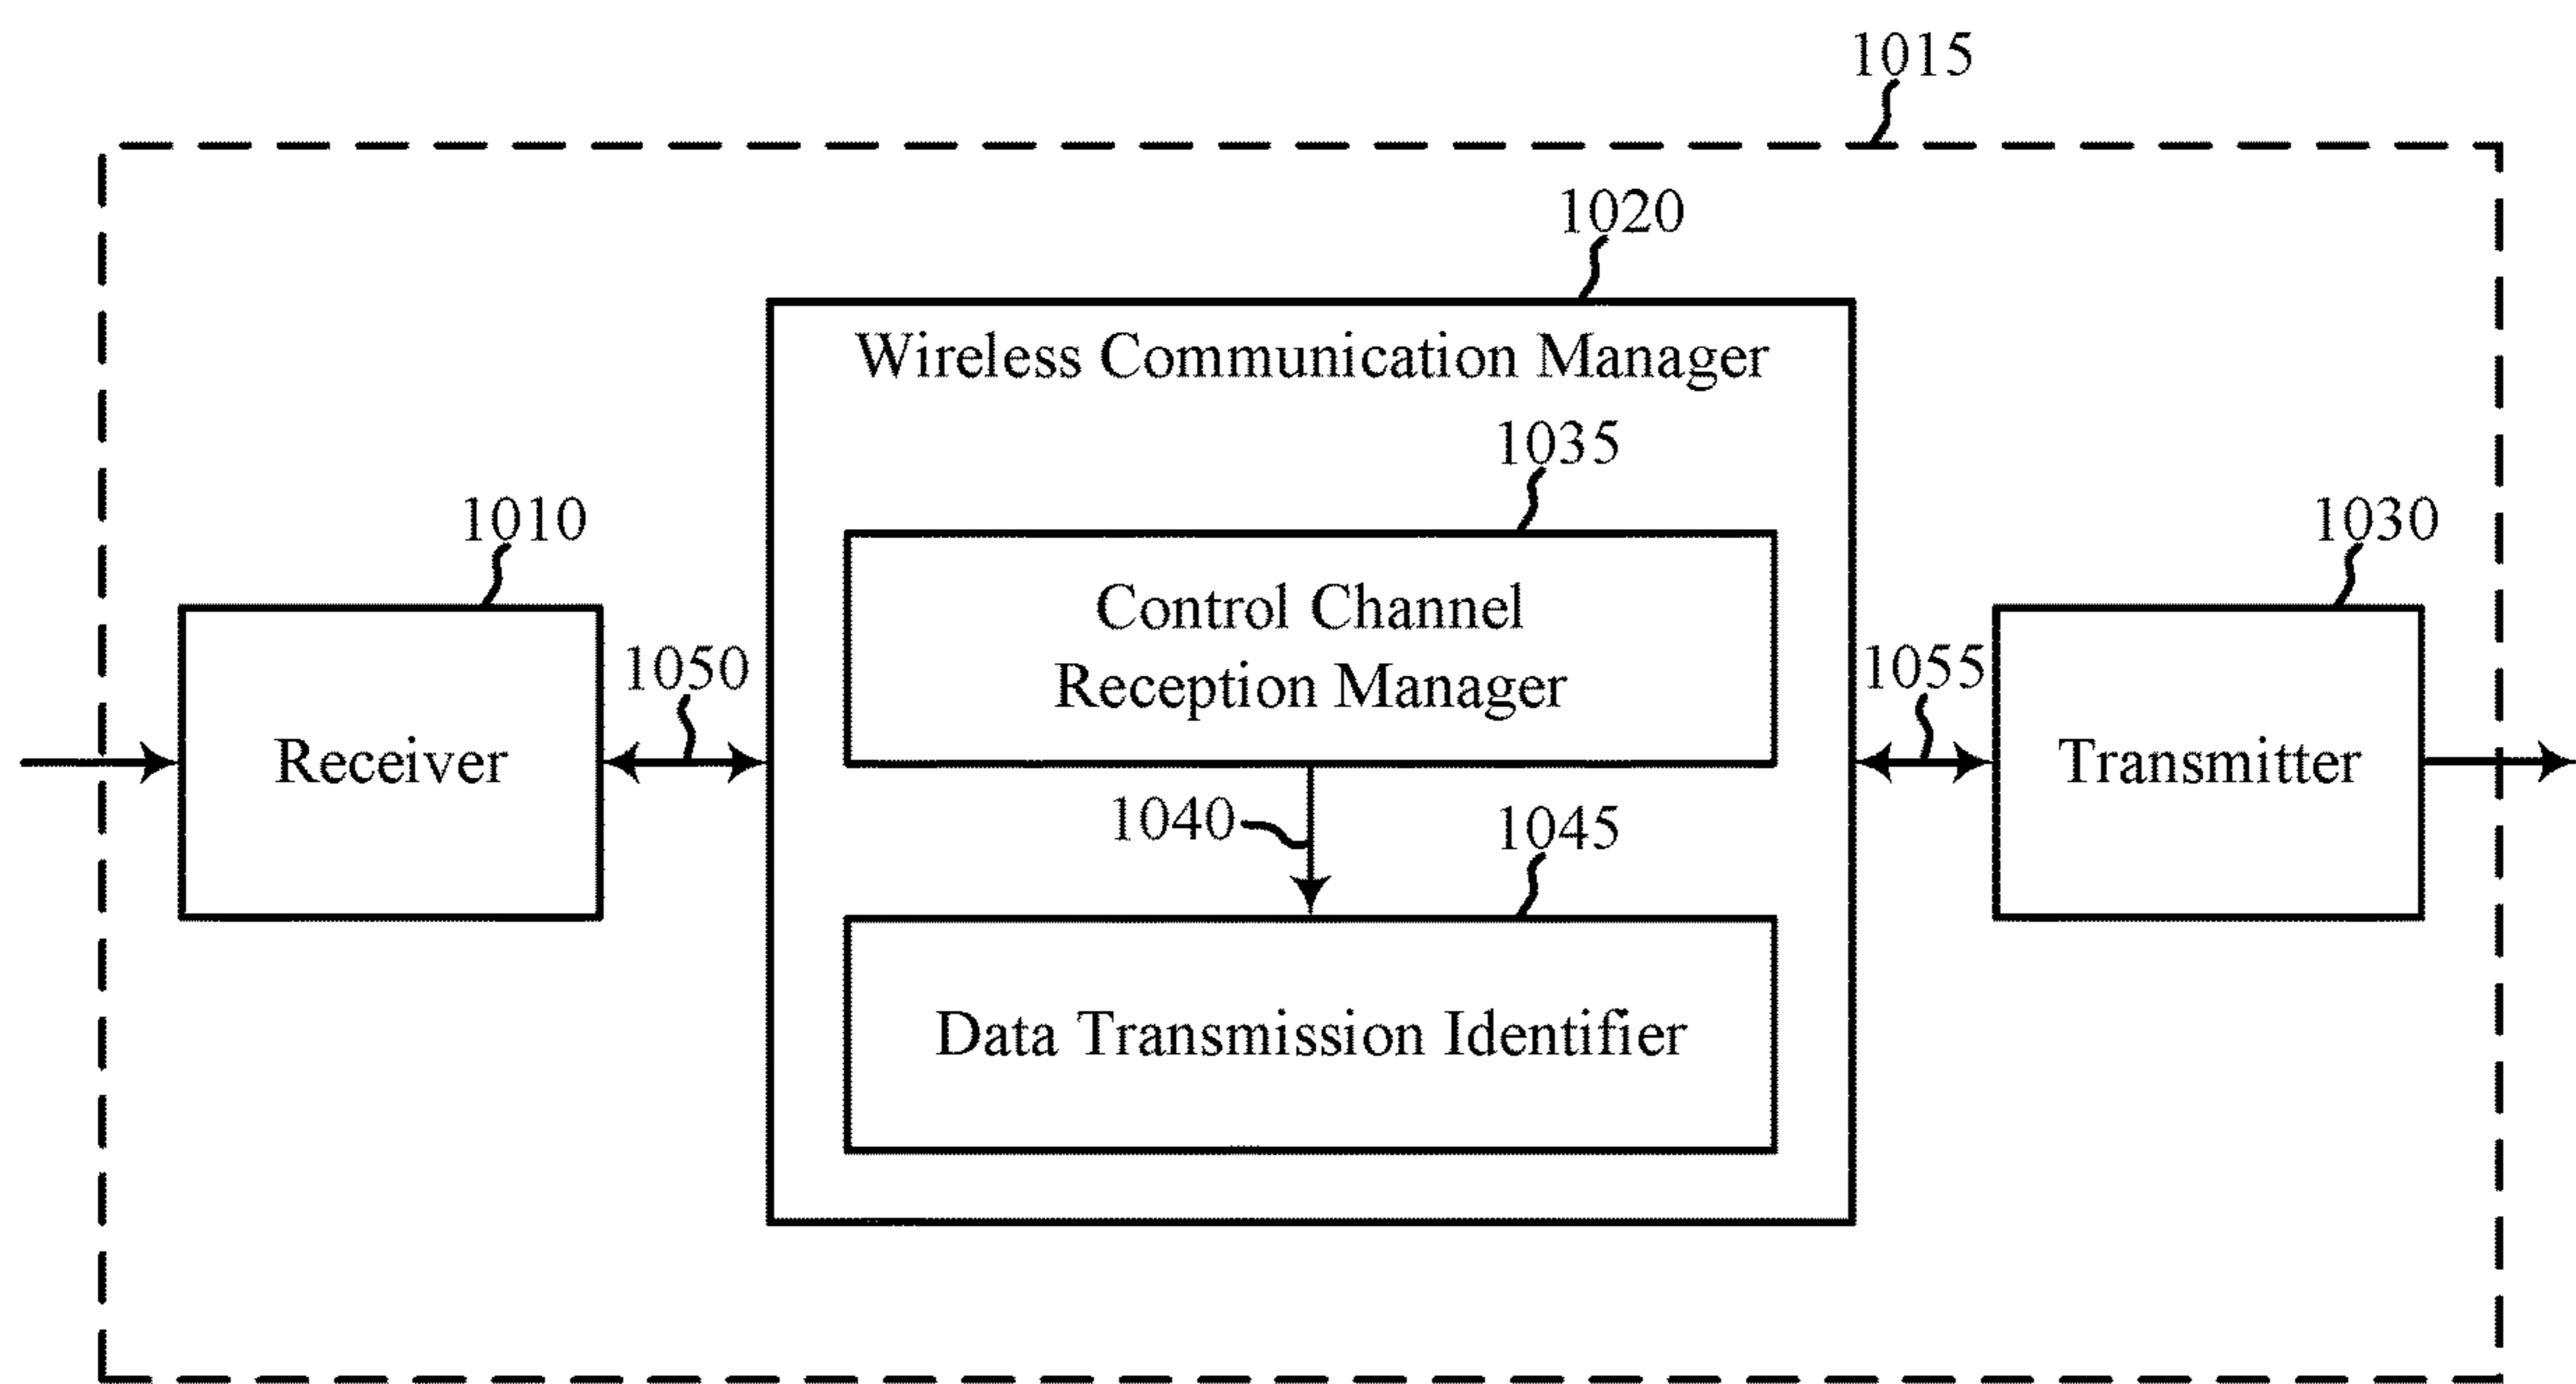 1015
1020
Wireless Communication Manager
1035
1010
1030
Control Channel
Reception Manager
1050
1055
Receiver
Transmitter
1040
1045
Data Transmission Identifier